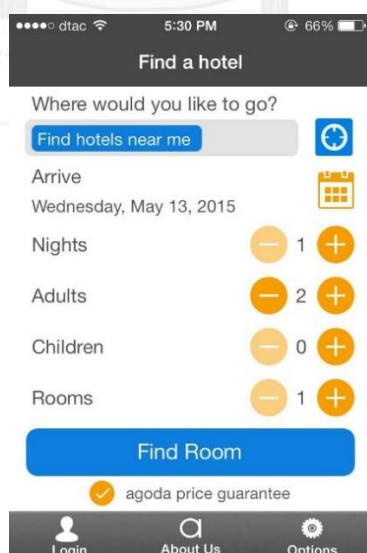 dtac 5:30 PM 66%
Find a hotel
Where would you like to go?
Find hotels near me
Arrive
Wednesday, May 13, 2015
Nights 1
Adults 2
Children 0
Rooms 1
Find Room
agoda price guarantee
Login About Us Options